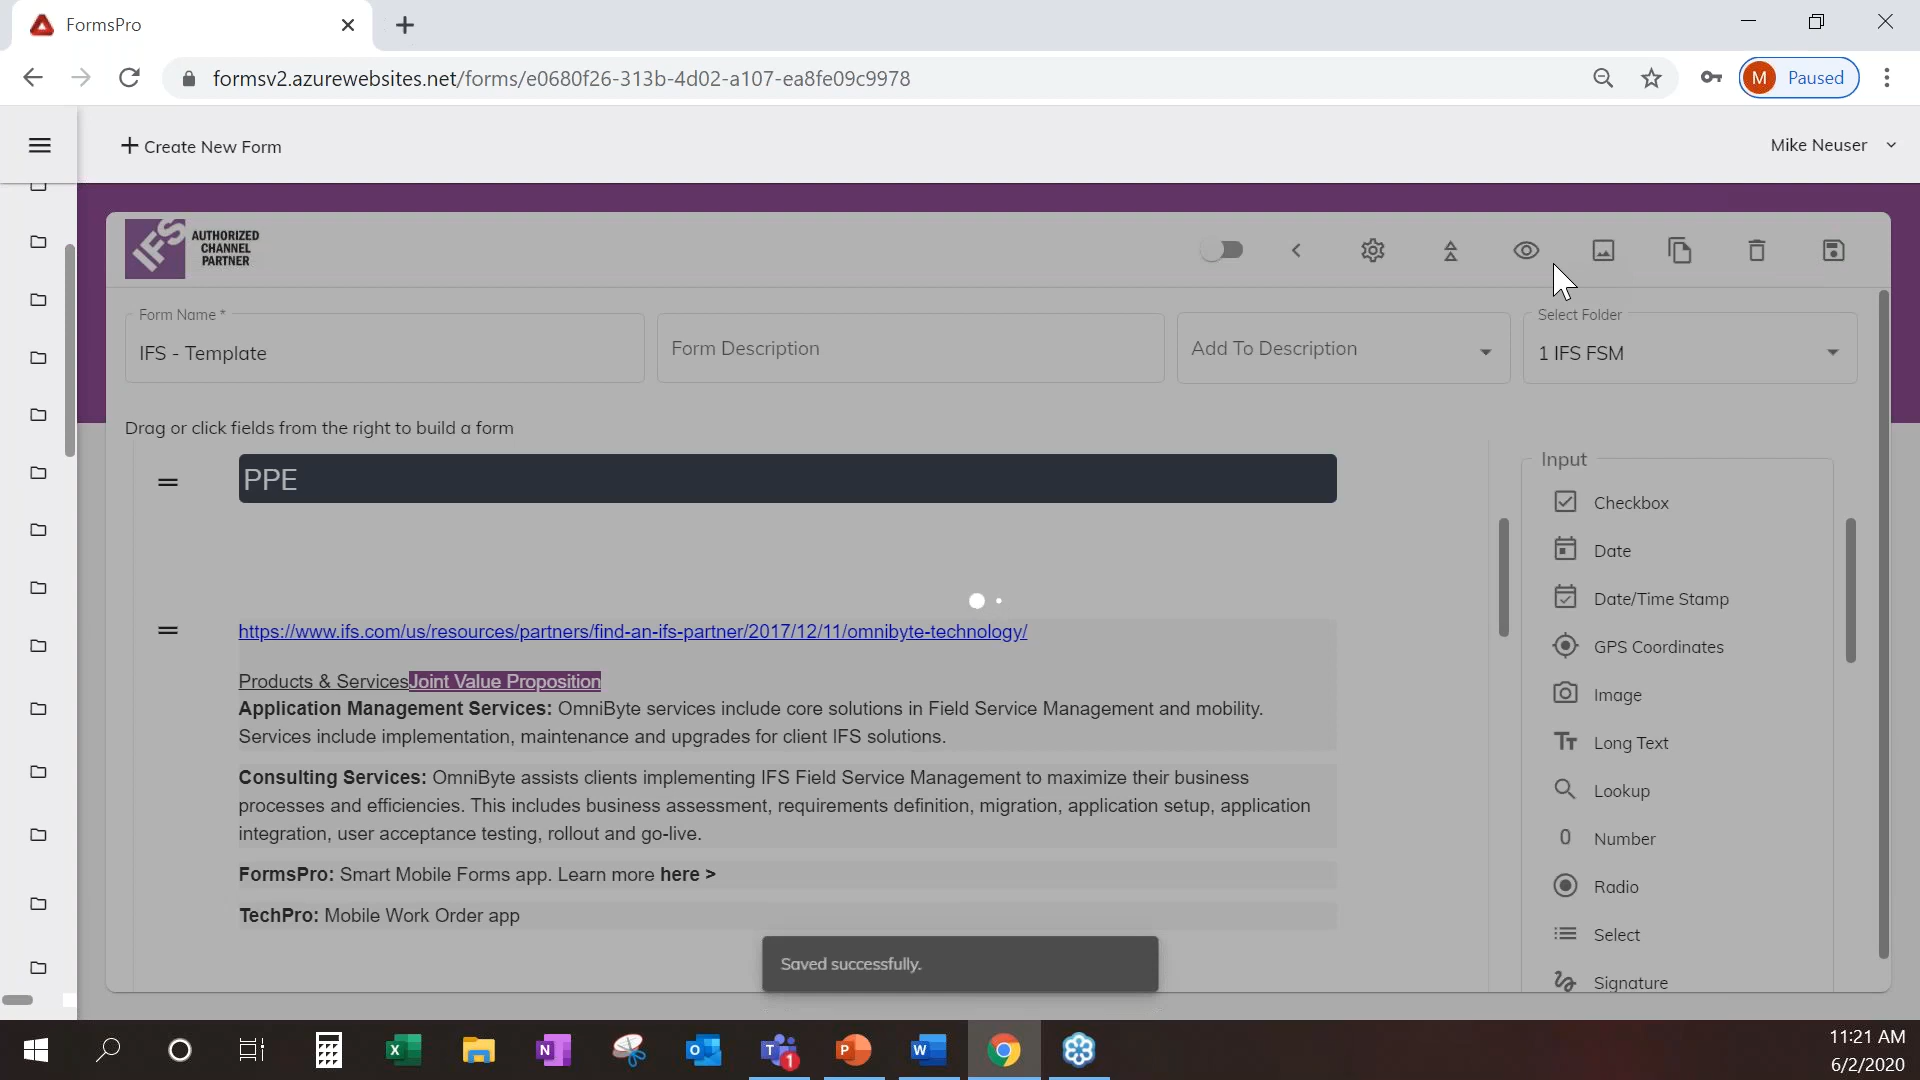 FormsPro
formsv2.azurewebsites.net/forms/e0680f26-313b-4d02-a107-ea8fe09c9978
M Paused
Create New Form
Mike Neuser
IFS
AUTHORIZED
CHANNEL
PARTNER
Form Name *
IFS - Template
Form Description
Add To Description
Select Folder
1 IFS FSM
Drag or click fields from the right to build a form
PPE
https://www.ifs.com/us/resources/partners/find-an-ifs-partner/2017/12/11/omnibyte-technology/
Products & ServicesJoint Value Proposition
Application Management Services: OmniByte services include core solutions in Field Service Management and mobility.
Services include implementation, maintenance and upgrades for client IFS solutions.
Consulting Services: OmniByte assists clients implementing IFS Field Service Management to maximize their business
processes and efficiencies. This includes business assessment, requirements definition, migration, application setup, application
integration, user acceptance testing, rollout and go-live.
FormsPro: Smart Mobile Forms app. Learn more here >
TechPro: Mobile Work Order app
Input
Checkbox
Date
Date/Time Stamp
GPS Coordinates
Image
Long Text
Lookup
0 Number
Radio
Select
Signature
Saved successfully.
11:21 AM
6/2/2020